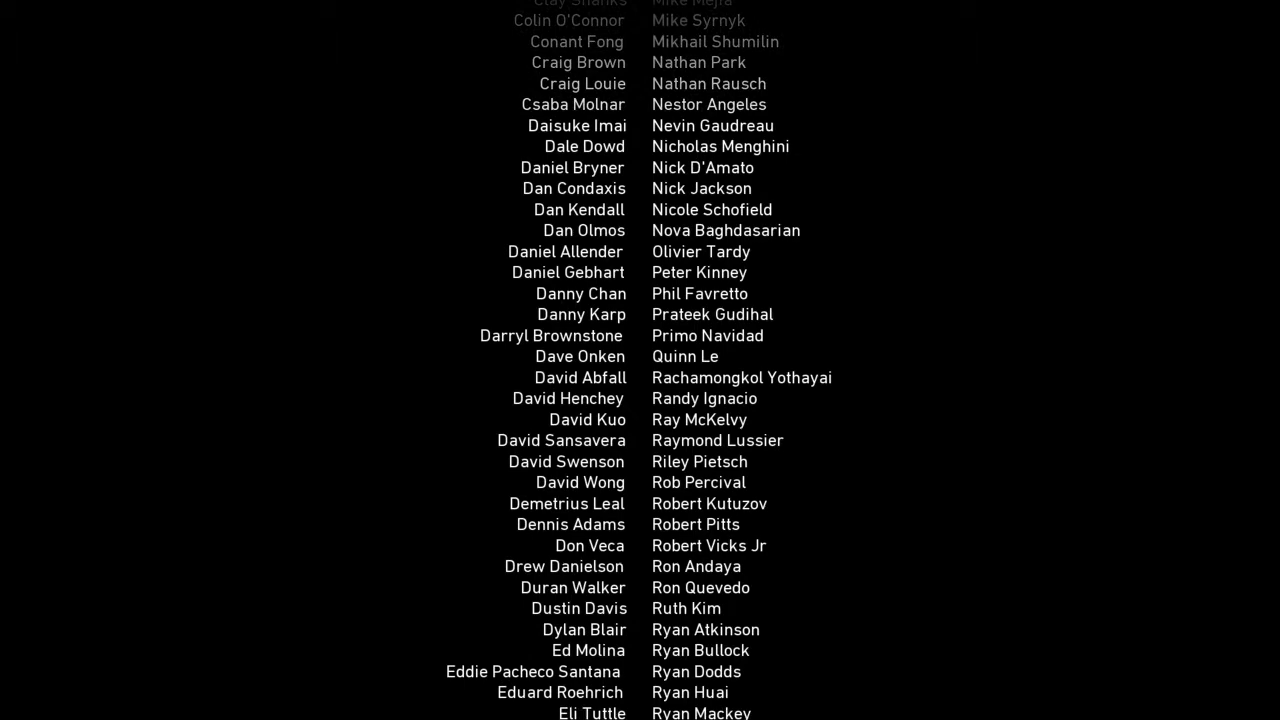 Clay Shanks Mike Mejia
Colin O'Connor Mike Syrnyk
Conant Fong Mikhail Shumilin
Craig Brown Nathan Park
Craig Louie Nathan Rausch
Csaba Molnar Nestor Angeles
Daisuke Imai Nevin Gaudreau
Dale Dowd Nicholas Menghini
Daniel Bryner Nick D'Amato
Dan Condaxis Nick Jackson
Dan Kendall Nicole Schofield
Dan Olmos Nova Baghdasarian
Daniel Allender Olivier Tardy
Daniel Gebhart Peter Kinney
Danny Chan Phil Favretto
Danny Karp Prateek Gudihal
Darryl Brownstone Primo Navidad
Dave Onken Quinn Le
David Abfall Rachamongkol Yothayai
David Henchey Randy Ignacio
David Kuo Ray McKelvy
David Sansavera Raymond Lussier
David Swenson Riley Pietsch
David Wong Rob Percival
Demetrius Leal Robert Kutuzov
Dennis Adams Robert Pitts
Don Veca Robert Vicks Jr
Drew Danielson Ron Andaya
Duran Walker Ron Quevedo
Dustin Davis Ruth Kim
Dylan Blair Ryan Atkinson
Ed Molina Ryan Bullock
Eddie Pacheco Santana Ryan Dodds
Eduard Roehrich Ryan Huai
Eli Tuttle Ryan Mackey